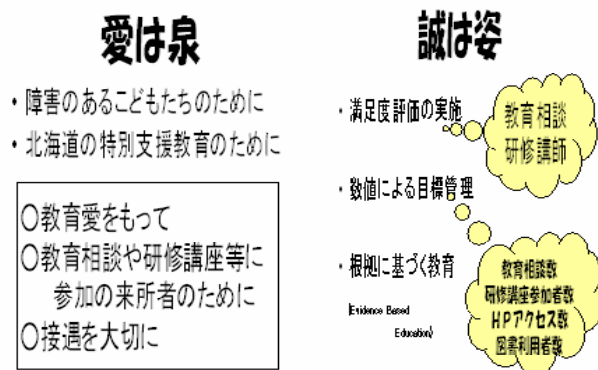 愛は泉
・障害のあるこどもたちのために
・北海道の特別支援教育のために
○教育愛をもって
○教育相談や研修講座等に
参加の来所者のために
○接遇を大切に
誠は姿
・満足度評価の実施
教育相談
研修講師
・数値による目標管理
・根拠に基づく教育
(Evidence Based
Education)
教育相談数
研修講座参加者数
HPアクセス数
図書利用者数